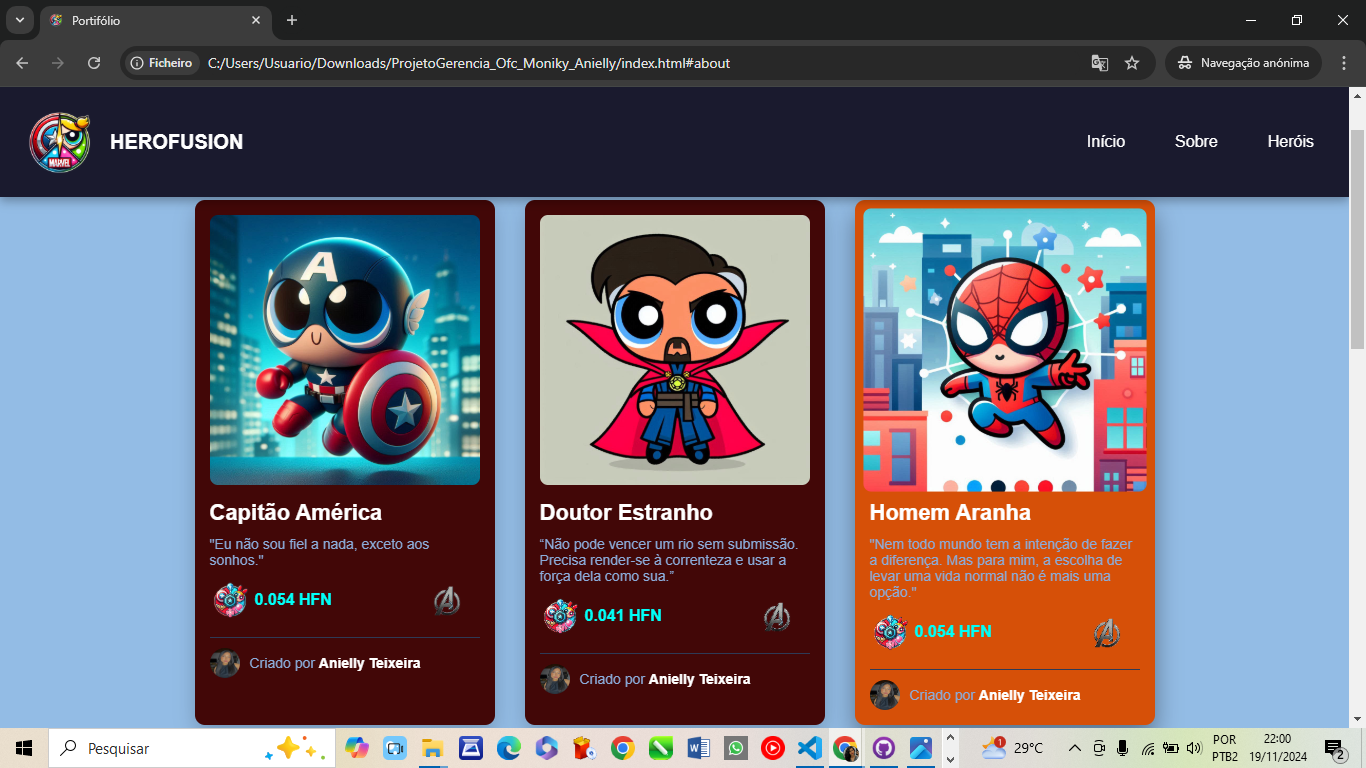 Portifólio
Ficheiro
C:/Users/Usuario/Downloads/ProjetoGerencia_Ofc_Moniky_Anielly/index.html#about
Navegação anónima
MARVEL
HEROFUSION
Início
Sobre
Heróis
A
Capitão América
"Eu não sou fiel a nada, exceto aos
sonhos."
0.054 HFN
Criado por Anielly Teixeira
Doutor Estranho
“Não pode vencer um rio sem submissão.
Precisa render-se à correnteza e usar a
força dela como sua.”
0.041 HFN
Criado por Anielly Teixeira
Homem Aranha
"Nem todo mundo tem a intenção de fazer
a diferença. Mas para mim, a escolha de
levar uma vida normal não é mais uma
opção."
0.054 HFN
Criado por Anielly Teixeira
Pesquisar
1
29°C
POR
PTB2
22:00
19/11/2024
2